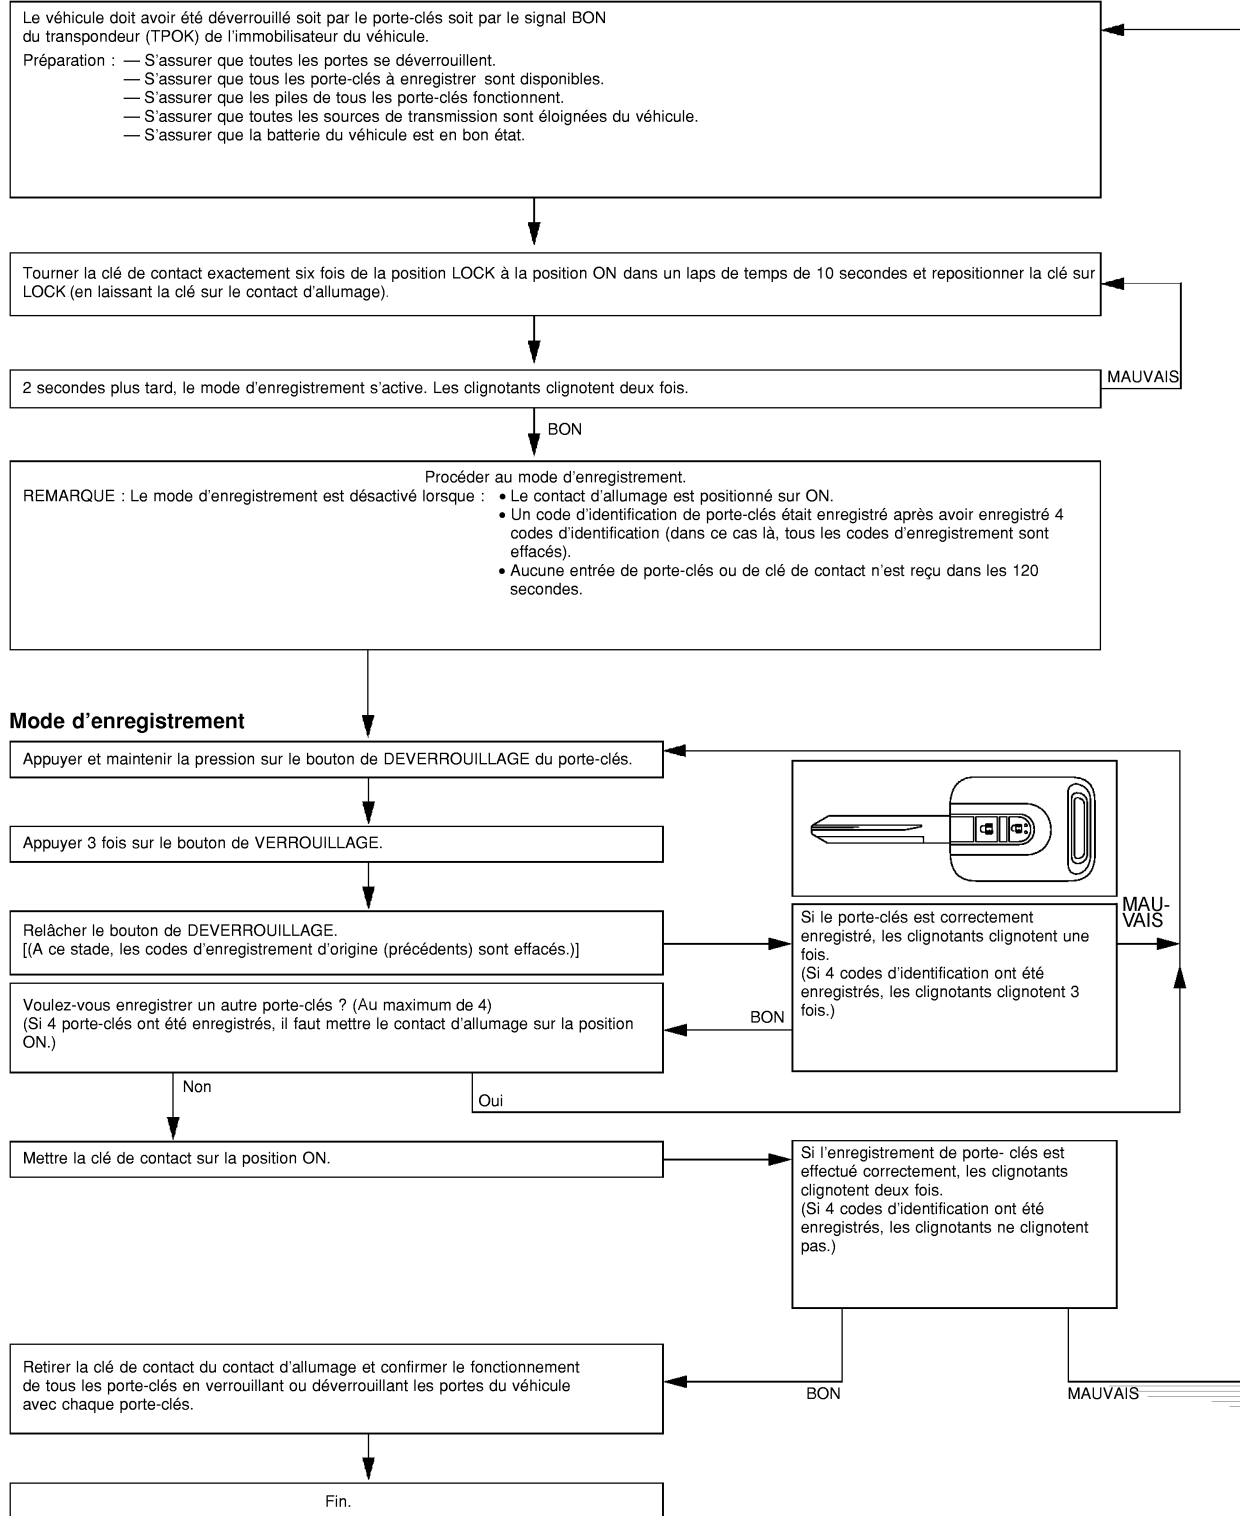 Le véhicule doit avoir été déverrouillé soit par le porte-clés soit par le signal BON
du transpondeur (TPOK) de l'immobilisateur du véhicule.
Préparation : — S'assurer que toutes les portes se déverrouillent.
— S'assurer que tous les porte-clés à enregistrer sont disponibles.
— S'assurer que les piles de tous les porte-clés fonctionnent.
— S'assurer que toutes les sources de transmission sont éloignées du véhicule.
— S'assurer que la batterie du véhicule est en bon état.
Tourner la clé de contact exactement six fois de la position LOCK à la position ON dans un laps de temps de 10 secondes et repositionner la clé sur
LOCK (en laissant la clé sur le contact d'allumage).
2 secondes plus tard, le mode d'enregistrement s'active. Les clignotants clignotent deux fois.
MAUVAIS
BON
Procéder au mode d'enregistrement.
REMARQUE : Le mode d'enregistrement est désactivé lorsque : • Le contact d'allumage est positionné sur ON.
• Un code d'identification de porte-clés était enregistré après avoir enregistré 4
codes d'identification (dans ce cas là, tous les codes d'enregistrement sont
effacés).
• Aucune entrée de porte-clés ou de clé de contact n'est reçu dans les 120
secondes.
Mode d'enregistrement
Appuyer et maintenir la pression sur le bouton de DEVERROUILLAGE du porte-clés.
Appuyer 3 fois sur le bouton de VERROUILLAGE.
Relâcher le bouton de DEVERROUILLAGE.
[(A ce stade, les codes d'enregistrement d'origine (précédents) sont effacés.)]
Si le porte-clés est correctement
enregistré, les clignotants clignotent une
fois.
(Si 4 codes d'identification ont été
enregistrés, les clignotants clignotent 3
fois.)
MAU-
VAIS
Voulez-vous enregistrer un autre porte-clés ? (Au maximum de 4)
(Si 4 porte-clés ont été enregistrés, il faut mettre le contact d'allumage sur la position
ON.)
BON
Non
Oui
Mettre la clé de contact sur la position ON.
Si l'enregistrement de porte- clés est
effectué correctement, les clignotants
clignotent deux fois.
(Si 4 codes d'identification ont été
enregistrés, les clignotants ne clignotent
pas.)
Retirer la clé de contact du contact d'allumage et confirmer le fonctionnement
de tous les porte-clés en verrouillant ou déverrouillant les portes du véhicule
avec chaque porte-clés.
BON
MAUVAIS
Fin.